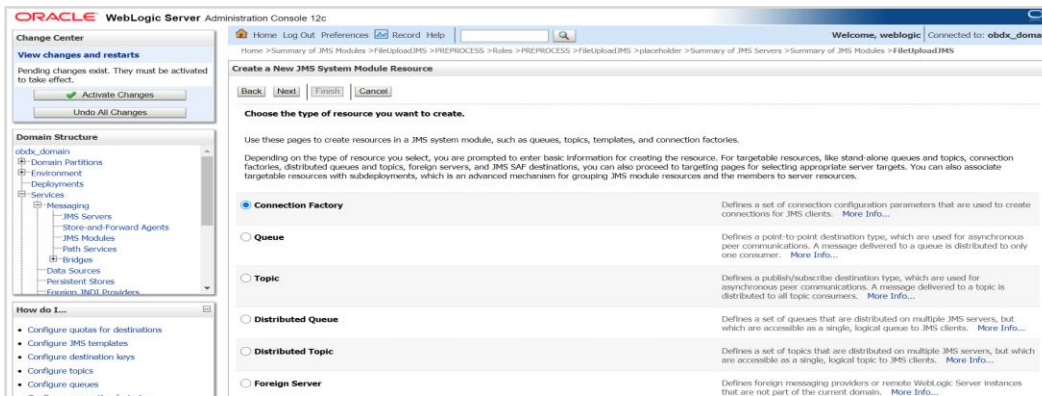 ORACLE WebLogic Server Administration Console 12c
Change Center
View changes and restarts
Pending changes exist. They must be activated
to take effect.
Activate Changes
Undo All Changes
Domain Structure
obdx_domain
Domain Partitions
Environment
Deployments
Services
Messaging
JMS Servers
Store-and-Forward Agents
JMS Modules
Path Services
Bridges
Data Sources
Persistent Stores
Foreign JNDI Providers
How do I...
Configure quotas for destinations
Configure JMS templates
Configure destination keys
Configure topics
Configure queues
Home Log Out Preferences Record Help
Welcome, weblogic Connected to: obdx_doma
Home >Summary of JMS Modules >FileUploadJMS >PREPROCESS >Roles >PREPROCESS >FileUploadJMS >placeholder >Summary of JMS Servers >Summary of JMS Modules >FileUploadJMS
Create a New JMS System Module Resource
Back Next Finish Cancel
Choose the type of resource you want to create.
Use these pages to create resources in a JMS system module, such as queues, topics, templates, and connection factories.
Depending on the type of resource you select, you are prompted to enter basic information for creating the resource. For targetable resources, like stand-alone queues and topics, connection
factories, distributed queues and topics, foreign servers, and JMS SAF destinations, you can also proceed to targeting pages for selecting appropriate server targets. You can also associate
targetable resources with subdeployments, which is an advanced mechanism for grouping JMS module resources and the members to server resources.
Connection Factory
Defines a set of connection configuration parameters that are used to create
connections for JMS clients. More Info...
Queue
Defines a point-to-point destination type, which are used for asynchronous
peer communications. A message delivered to a queue is distributed to only
one consumer. More Info...
Topic
Defines a publish/subscribe destination type, which are used for
asynchronous peer communications. A message delivered to a topic is
distributed to all topic consumers. More Info...
Distributed Queue
Defines a set of queues that are distributed on multiple JMS servers, but
which are accessible as a single, logical queue to JMS clients. More Info...
Distributed Topic
Defines a set of topics that are distributed on multiple JMS servers, but which
are accessible as a single, logical topic to JMS clients. More Info...
Foreign Server
Defines foreign messaging providers or remote WebLogic Server instances
that are not part of the current domain. More Info...